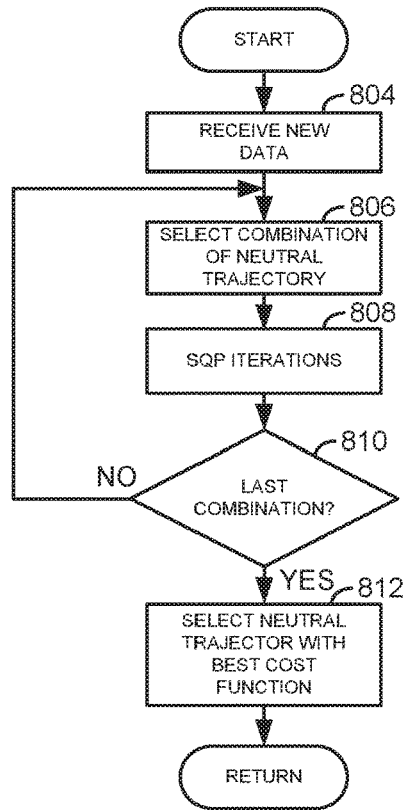 START
804
RECEIVE NEW
DATA
806
SELECT COMBINATION
OF NEUTRAL
TRAJECTORY
808
SQP ITERATIONS
810
NO
LAST
COMBINATION?
YES
812
SELECT NEUTRAL
TRAJECTOR WITH
BEST COST
FUNCTION
RETURN